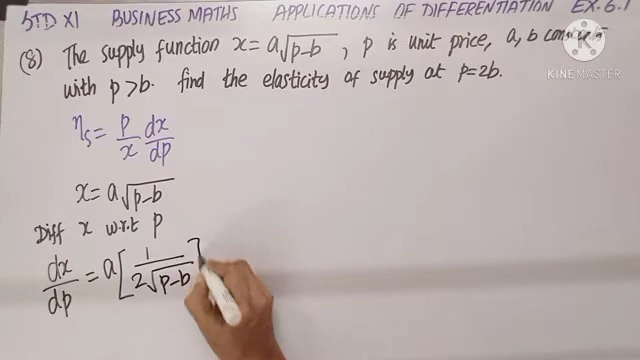 STD XI BUSINESS MATHS APPLICATIONS OF DIFFERENTIATION EX.6.1
(8) The supply function x = a√(p-b), p is unit price, a, b
with p > b. find the elasticity of supply at p=2b.
ηs = p/x dx/dp
x = a√(p-b)
Diff x w.r.t p
dx/dp = a[1/(2√(p-b))]
KINEMASTER